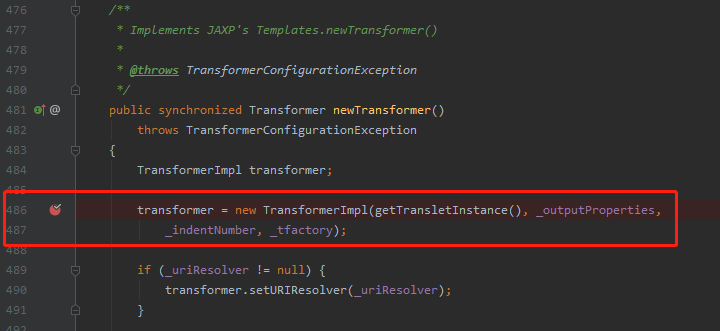 476 /**
477 * Implements JAXP's Templates.newTransformer()
478 *
479 * @throws TransformerConfigurationException
480 */
481 @ public synchronized Transformer newTransformer()
482 throws TransformerConfigurationException
483 {
484 TransformerImpl transformer;
485
486 transformer = new TransformerImpl(getTransletInstance(), _outputProperties,
487 _indentNumber, _tfactory);
488
489 if (_uriResolver != null) {
490 transformer.setURIResolver(_uriResolver);
491 }
492